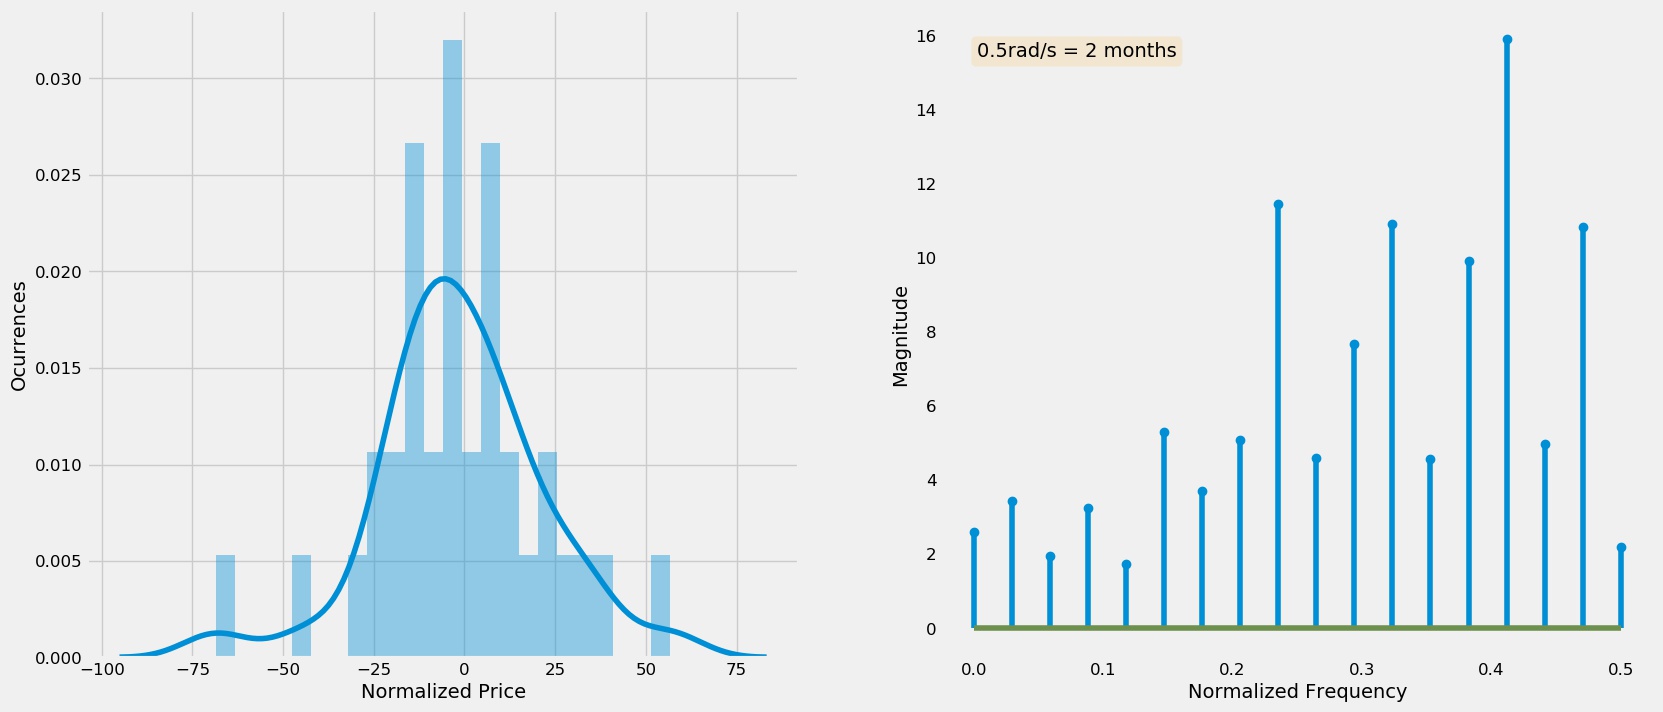 0.030
0.025
0.020
0.015
0.010
0.005
0.000
Ocurrences
−100 −75 −50 −25 0 25 50 75
Normalized Price
0.5rad/s = 2 months
16
14
12
10
8
6
4
2
0
Magnitude
0.0 0.1 0.2 0.3 0.4 0.5
Normalized Frequency